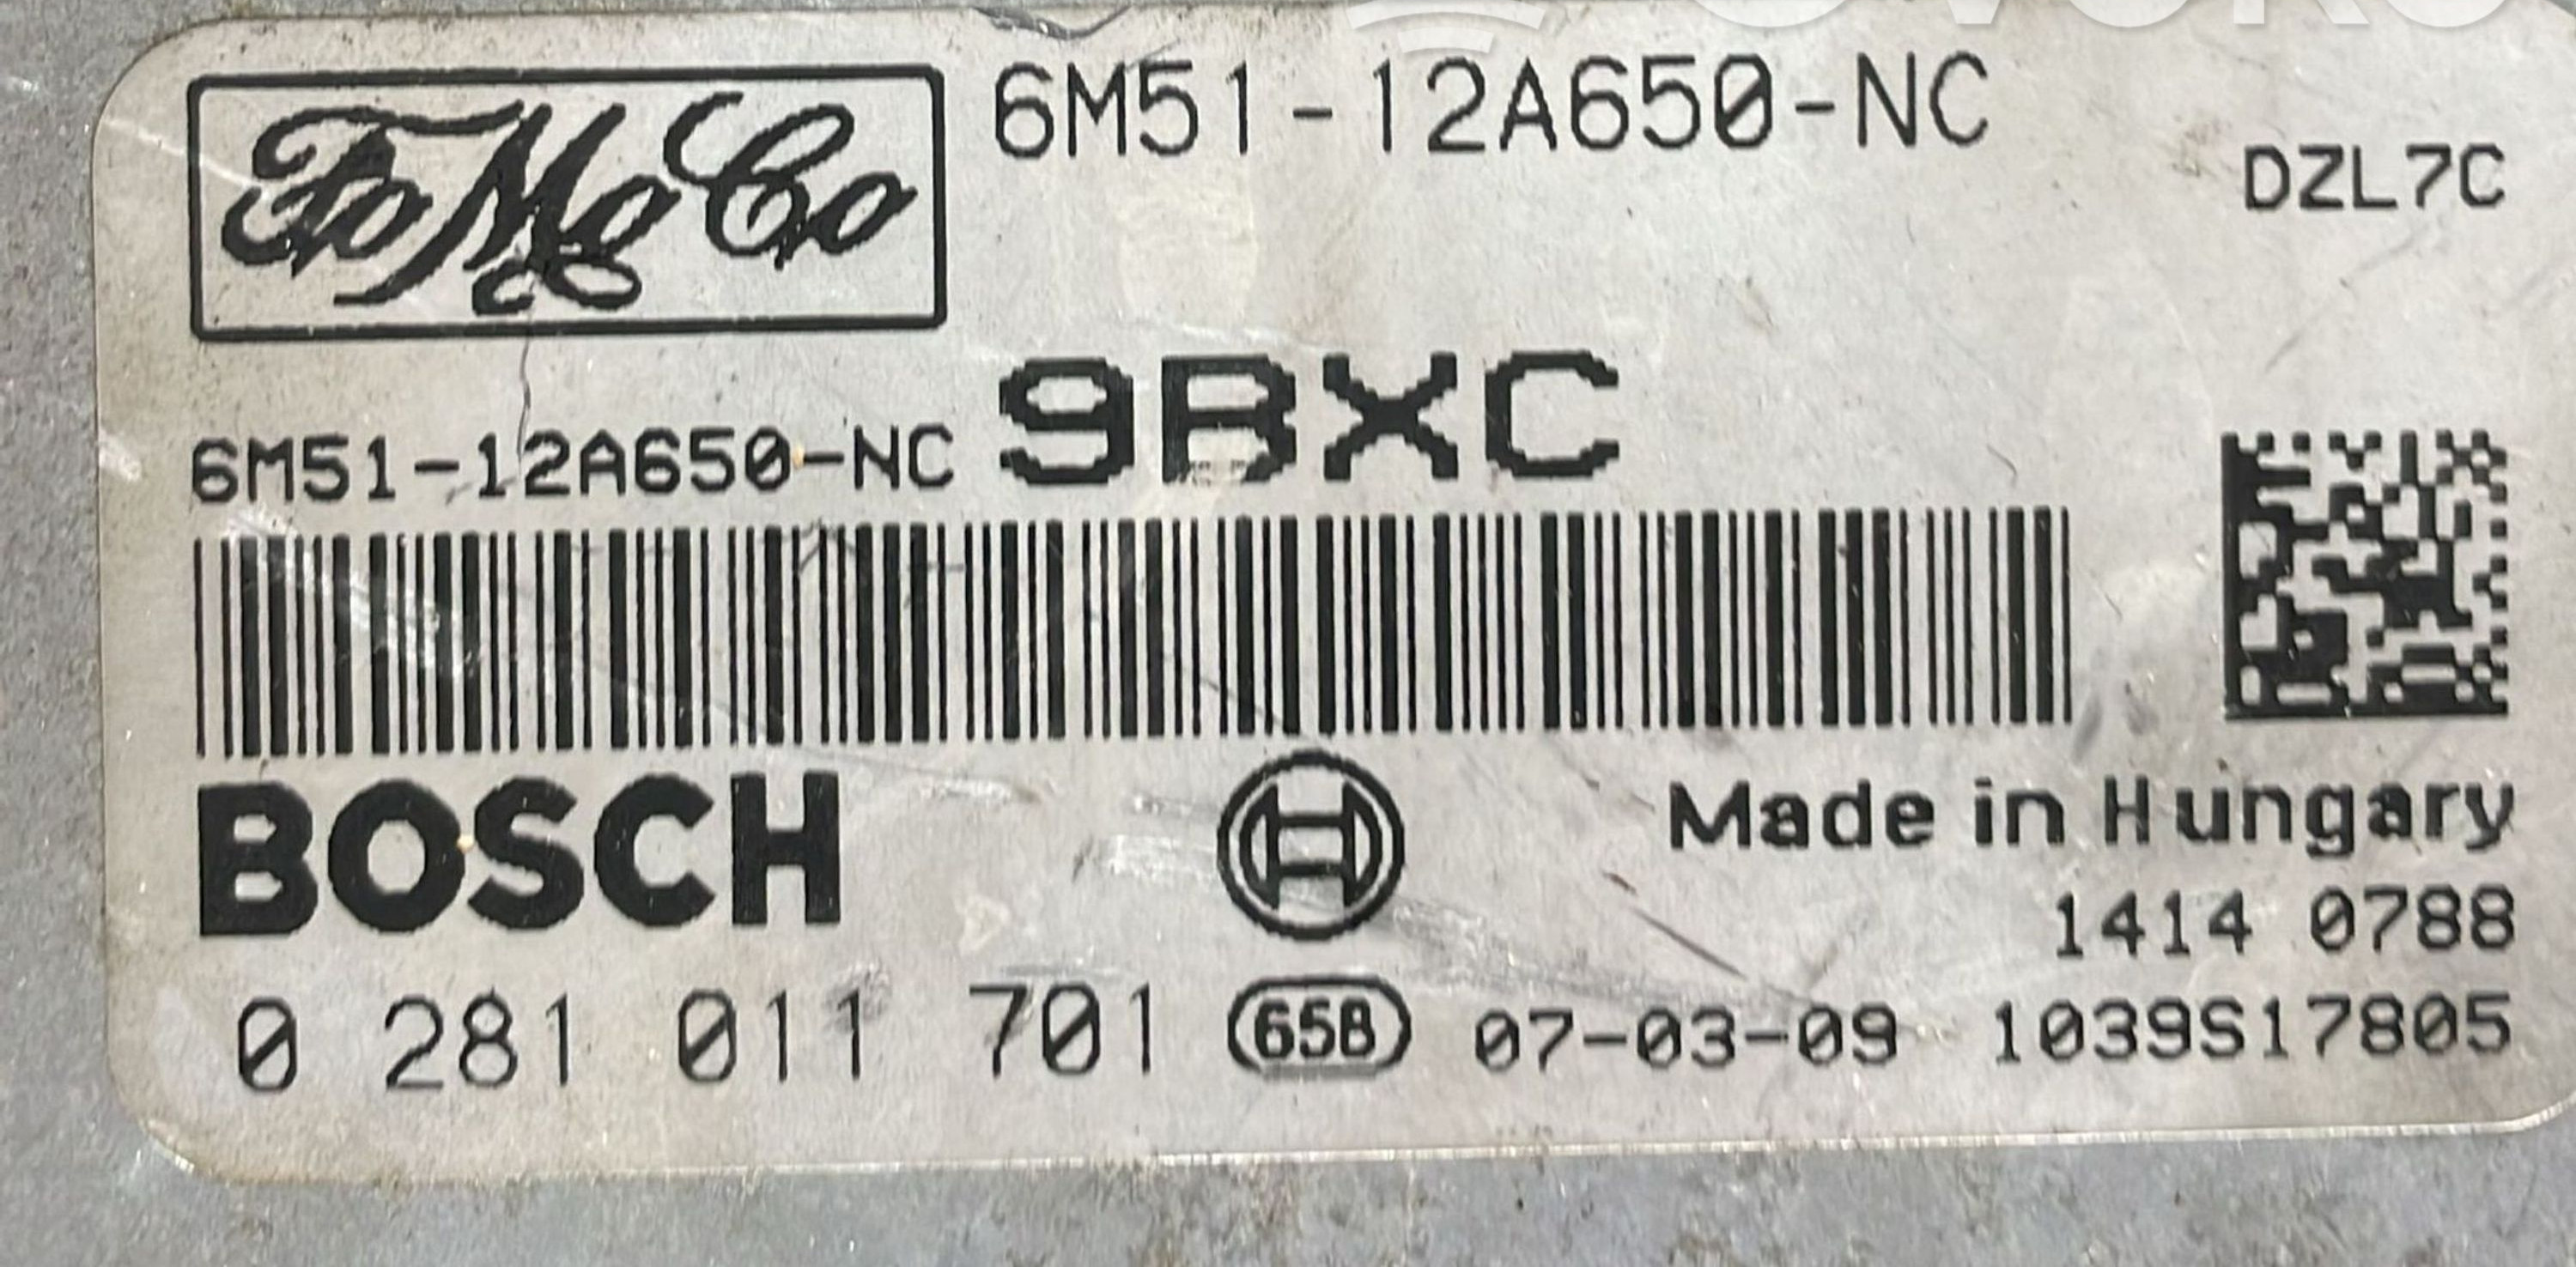 FoMoCo 6M51-12A650-NC
DZL7C
6M51-12A650-NC 9BXC
BOSCH
Made in Hungary
1414 0788
0 281 011 701 65B 07-03-09 1039S17805